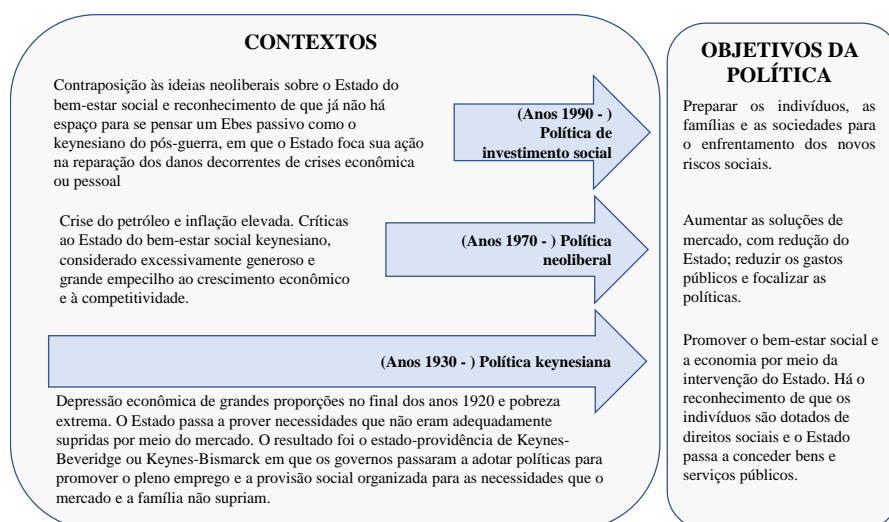 CONTEXTOS
Contraposição às ideias neoliberais sobre o Estado do
bem-estar social e reconhecimento de que já não há
espaço para se pensar um Ebes passivo como o
keynesiano do pós-guerra, em que o Estado foca sua ação
na reparação dos danos decorrentes de crises econômica
ou pessoal
(Anos 1990 - )
Política de
investimento social
Crise do petróleo e inflação elevada. Críticas
ao Estado do bem-estar social keynesiano,
considerado excessivamente generoso e
grande empecilho ao crescimento econômico
e à competitividade.
(Anos 1970 - ) Política
neoliberal
(Anos 1930 - ) Política keynesiana
Depressão econômica de grandes proporções no final dos anos 1920 e pobreza
extrema. O Estado passa a prover necessidades que não eram adequadamente
supridas por meio do mercado. O resultado foi o estado-providência de Keynes-
Beveridge ou Keynes-Bismarck em que os governos passaram a adotar políticas para
promover o pleno emprego e a provisão social organizada para as necessidades que o
mercado e a família não supriam.
OBJETIVOS DA
POLÍTICA
Preparar os indivíduos, as
famílias e as sociedades para
o enfrentamento dos novos
riscos sociais.
Aumentar as soluções de
mercado, com redução do
Estado; reduzir os gastos
públicos e focalizar as
políticas.
Promover o bem-estar social e
a economia por meio da
intervenção do Estado. Há o
reconhecimento de que os
indivíduos são dotados de
direitos sociais e o Estado
passa a conceder bens e
serviços públicos.